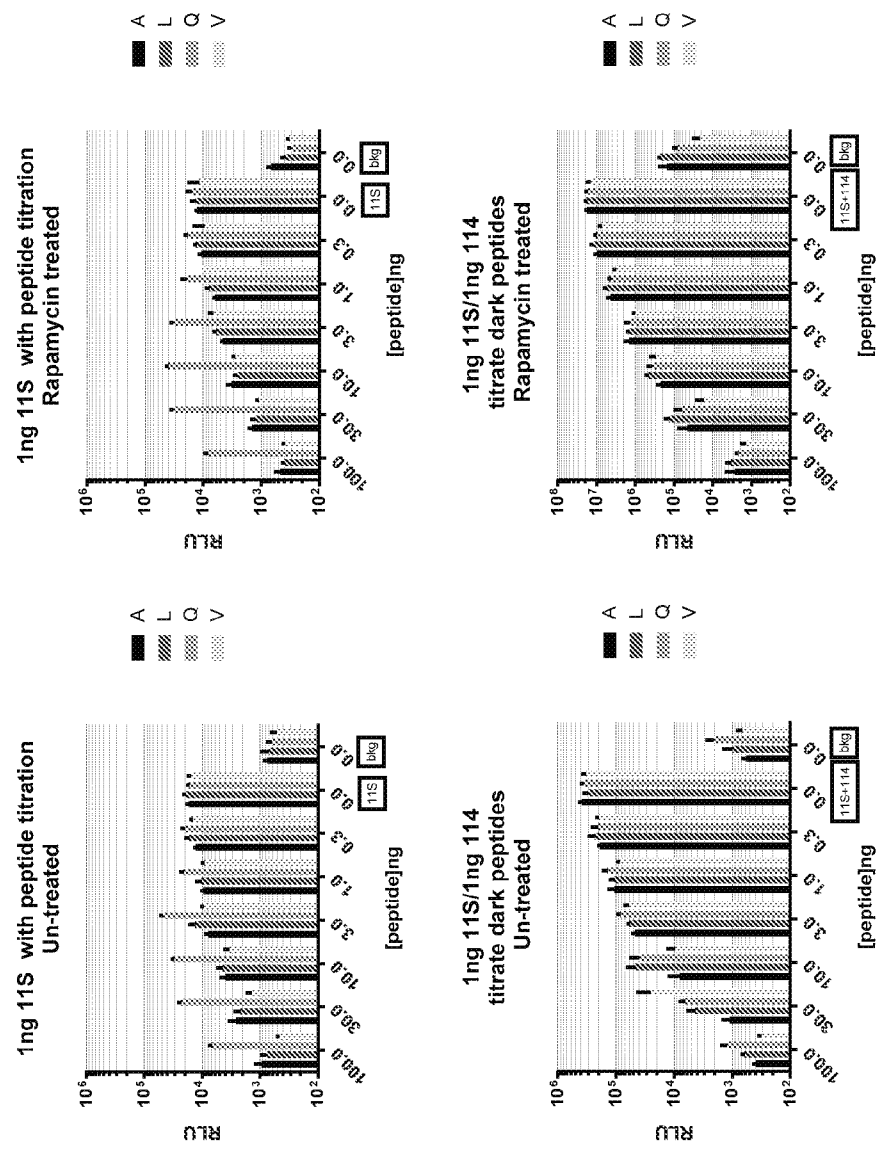 1ng 11S with peptide titration
Un-treated
RLU
10^6
10^5
10^4
10^3
10^2
100.0 30.0 10.0 3.0 1.0 0.3 0.0 0.0
11S bkg
[peptide]ng
A
L
Q
V
1ng 11S with peptide titration
Rapamycin treated
RLU
10^6
10^5
10^4
10^3
10^2
100.0 30.0 10.0 3.0 1.0 0.3 0.0 0.0
11S bkg
[peptide]ng
A
L
Q
V
1ng 11S/1ng 114
titrate dark peptides
Un-treated
RLU
10^6
10^5
10^4
10^3
10^2
100.0 30.0 10.0 3.0 1.0 0.3 0.0 0.0
11S+114 bkg
[peptide]ng
A
L
Q
V
1ng 11S/1ng 114
titrate dark peptides
Rapamycin treated
RLU
10^8
10^7
10^6
10^5
10^4
10^3
10^2
100.0 30.0 10.0 3.0 1.0 0.3 0.0 0.0
11S+114 bkg
[peptide]ng
A
L
Q
V